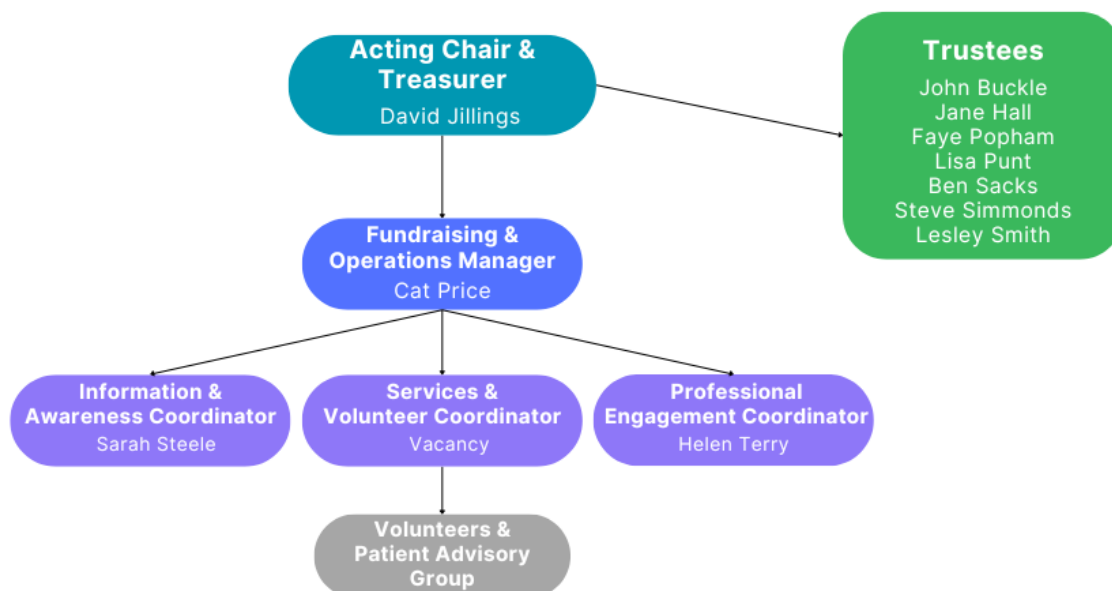 Acting Chair &
Treasurer
David Jillings
Trustees
John Buckle
Jane Hall
Faye Popham
Lisa Punt
Ben Sacks
Steve Simmonds
Lesley Smith
Fundraising &
Operations Manager
Cat Price
Information &
Awareness Coordinator
Sarah Steele
Services &
Volunteer Coordinator
Vacancy
Professional
Engagement Coordinator
Helen Terry
Volunteers &
Patient Advisory
Group